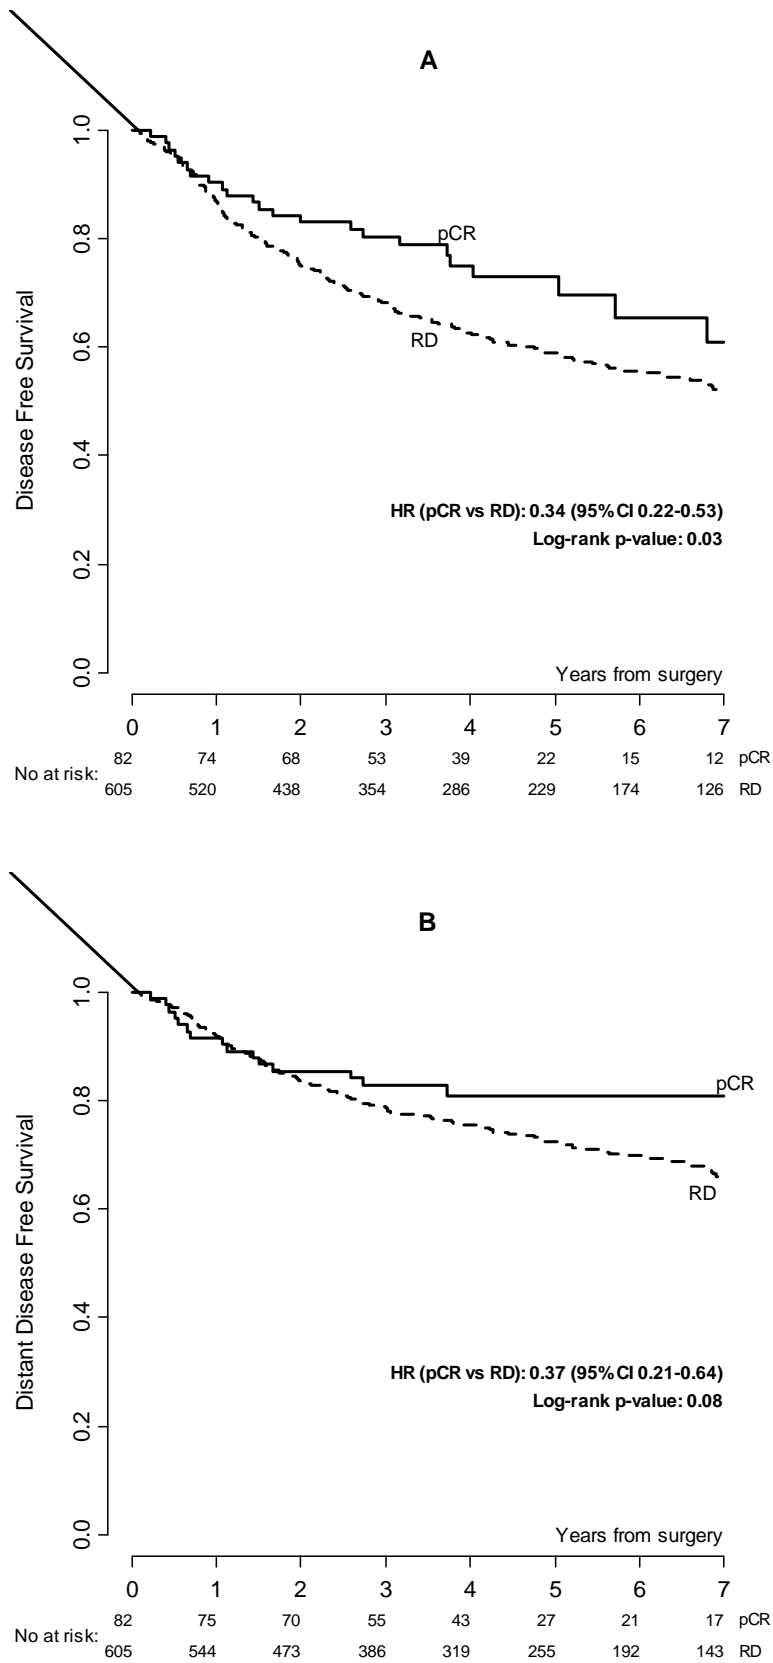 A
1.0
0.8
0.6
0.4
0.2
0.0
Disease Free Survival
pCR
RD
HR (pCR vs RD): 0.34 (95% CI 0.22-0.53)
Log-rank p-value: 0.03
Years from surgery
0 1 2 3 4 5 6 7
82 74 68 53 39 22 15 12 pCR
No at risk:
605 520 438 354 286 229 174 126 RD
B
1.0
0.8
0.6
0.4
0.2
0.0
Distant Disease Free Survival
pCR
RD
HR (pCR vs RD): 0.37 (95% CI 0.21-0.64)
Log-rank p-value: 0.08
Years from surgery
0 1 2 3 4 5 6 7
82 75 70 55 43 27 21 17 pCR
No at risk:
605 544 473 386 319 255 192 143 RD